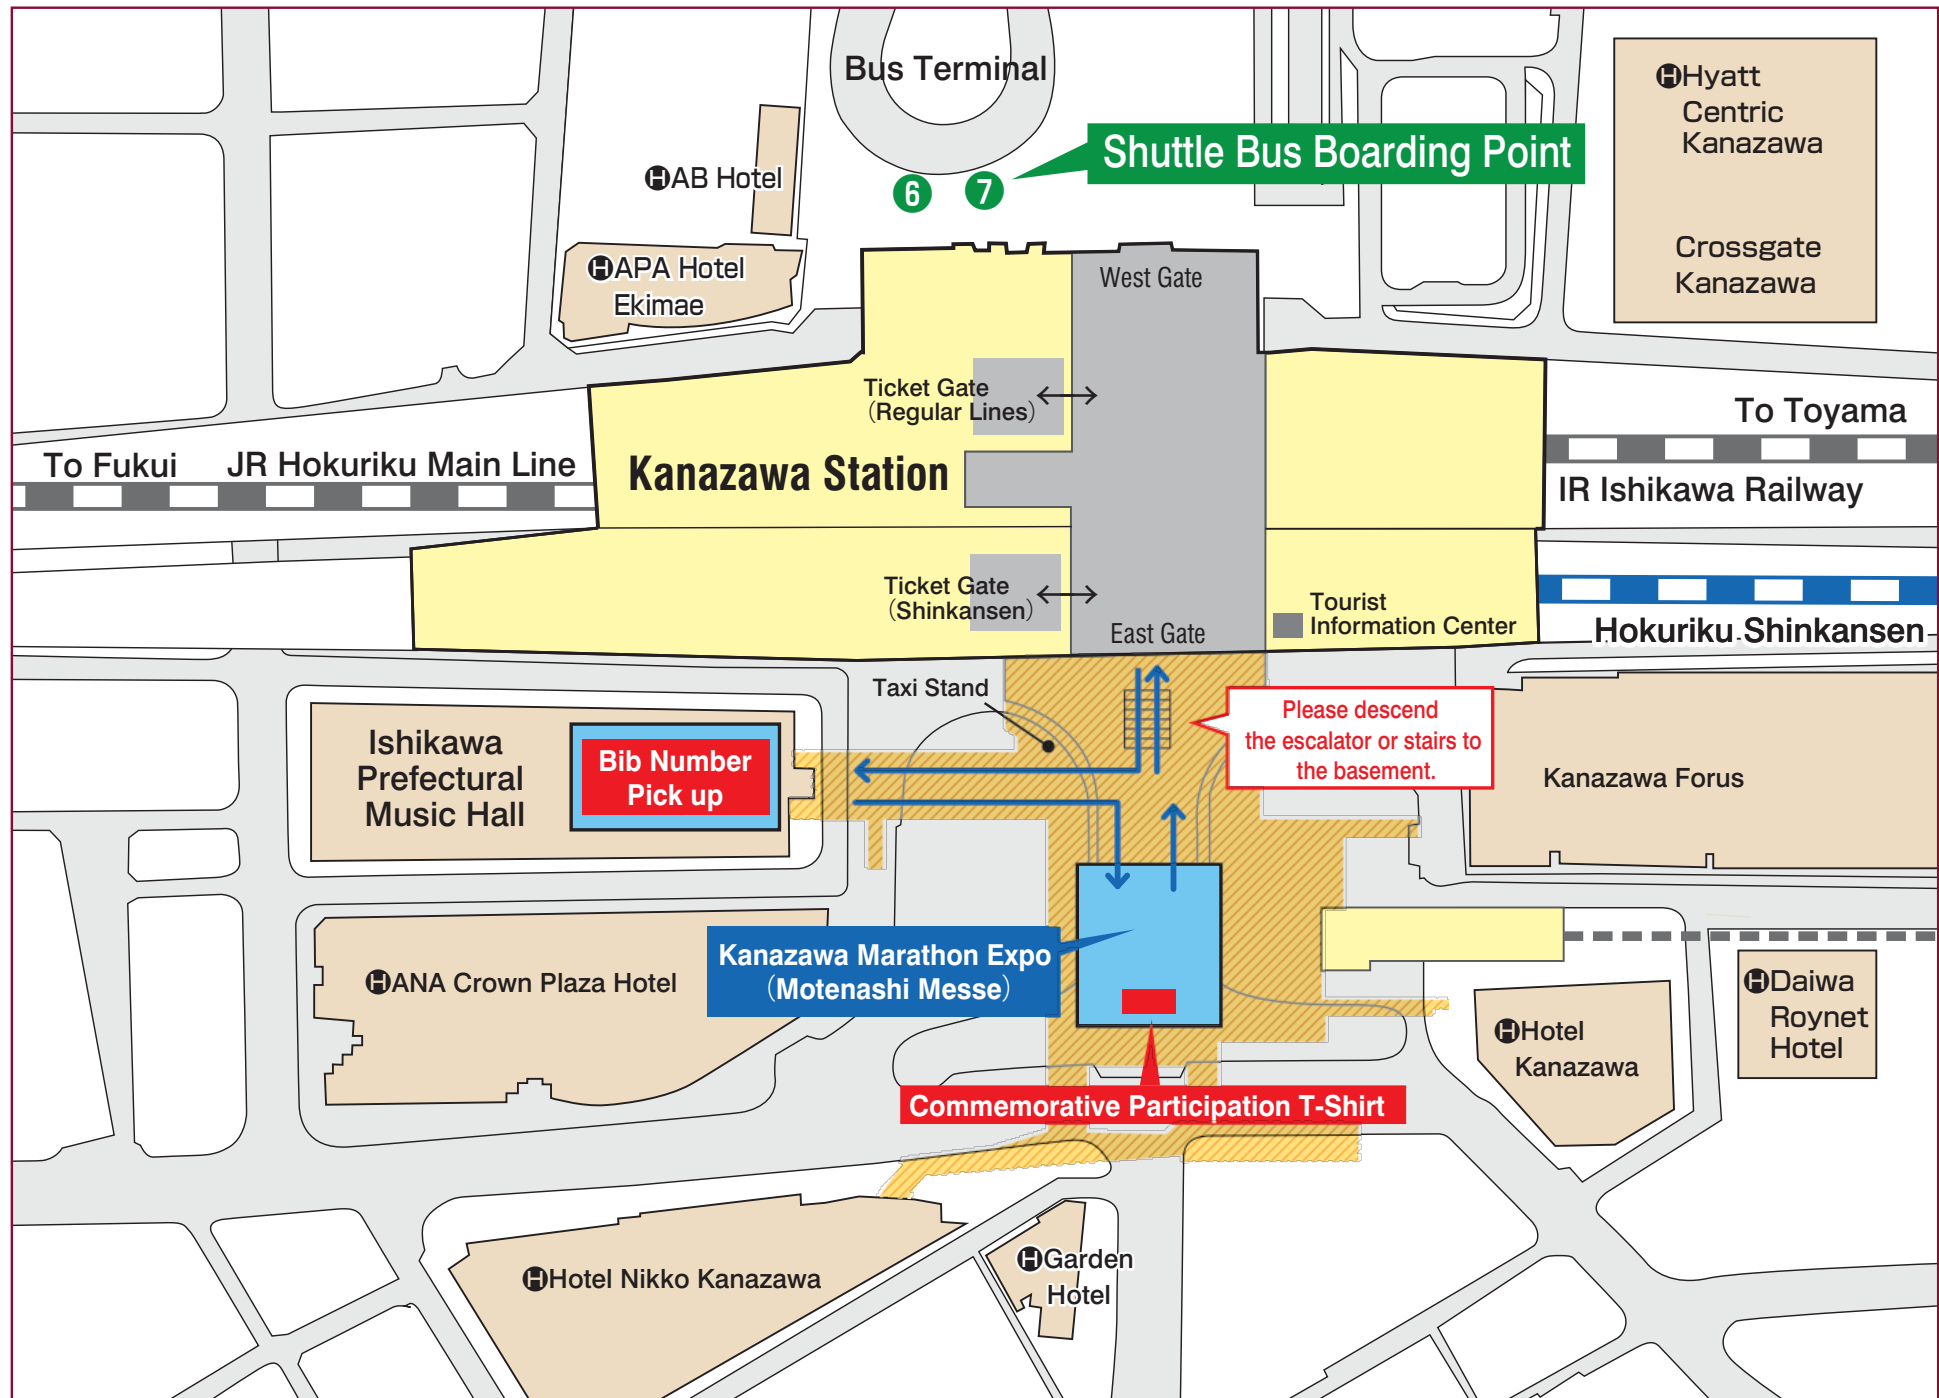 Bus Terminal
Shuttle Bus Boarding Point
6
7
H Hyatt
Centric
Kanazawa
Crossgate
Kanazawa
H AB Hotel
H APA Hotel
Ekimae
West Gate
Ticket Gate
(Regular Lines)
To Toyama
To Fukui
JR Hokuriku Main Line
Kanazawa Station
IR Ishikawa Railway
Ticket Gate
(Shinkansen)
East Gate
Tourist
Information Center
Hokuriku Shinkansen
Taxi Stand
Please descend
the escalator or stairs to
the basement.
Ishikawa
Prefectural
Music Hall
Bib Number
Pick up
Kanazawa Forus
Kanazawa Marathon Expo
(Motenashi Messe)
H ANA Crown Plaza Hotel
H Daiwa
Roynet
Hotel
H Hotel
Kanazawa
Commemorative Participation T-Shirt
H Hotel Nikko Kanazawa
H Garden
Hotel